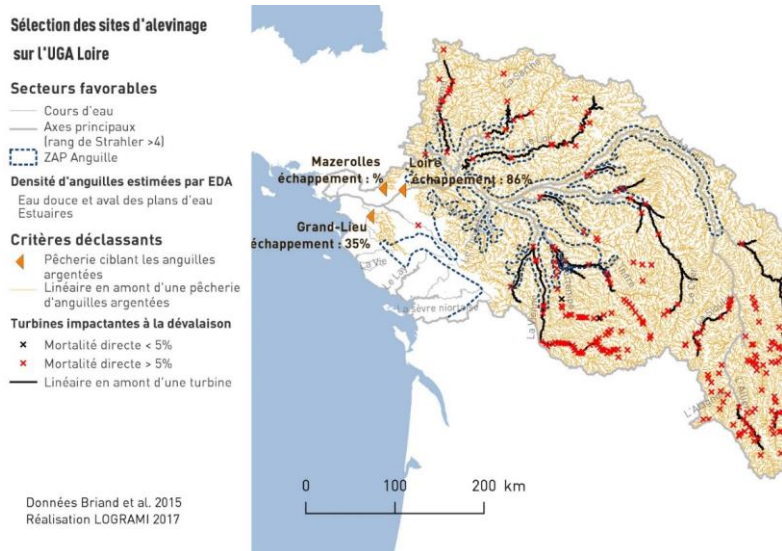 Sélection des sites d'alevinage
sur l'UGA Loire
Secteurs favorables
Cours d'eau
Axes principaux
(rang de Strahler >4)
ZAP Anguille
Densité d'anguilles estimées par EDA
Eau douce et aval des plans d'eau
Estuaires
Critères déclassants
Pêcherie ciblant les anguilles
argentées
Linéaire en amont d'une pêcherie
d'anguilles argentées
Turbines impactantes à la dévalaison
Mortalité directe < 5%
Mortalité directe > 5%
Linéaire en amont d'une turbine
Données Briand et al. 2015
Réalisation LOGRAMI 2017
La Sarthe
Mazerolles
échappement : %
Loire
échappement : 86%
Grand-Lieu
échappement : 35%
La Vie
Le Lay
La sèvre niortaise
0 100 200 km